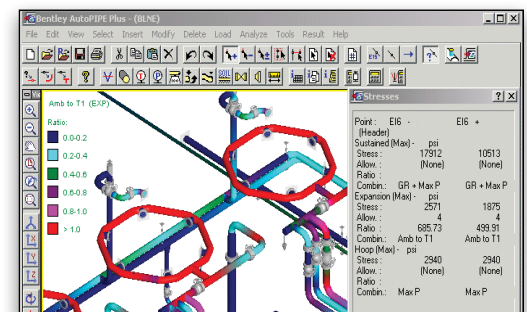 Bentley AutoPIPE Plus - (BLNE)
File Edit View Select Insert Modify Delete Load Analyze Tools Result Help
Amb to T1 (EXP)
Ratio:
0.0-0.2
0.2-0.4
0.4-0.6
0.6-0.8
0.8-1.0
> 1.0
Stresses
Point : EI6 - EI6 +
(Header)
Sustained (Max) - psi
Stress : 17912 10513
Allow. : (None) (None)
Ratio :
Combin.: GR + Max P GR + Max P
Expansion (Max) - psi
Stress : 2571 1875
Allow. : 4 4
Ratio : 685.73 499.91
Combin.: Amb to T1 Amb to T1
Hoop (Max) - psi
Stress : 2940 2940
Allow. : (None) (None)
Ratio :
Combin.: Max P Max P